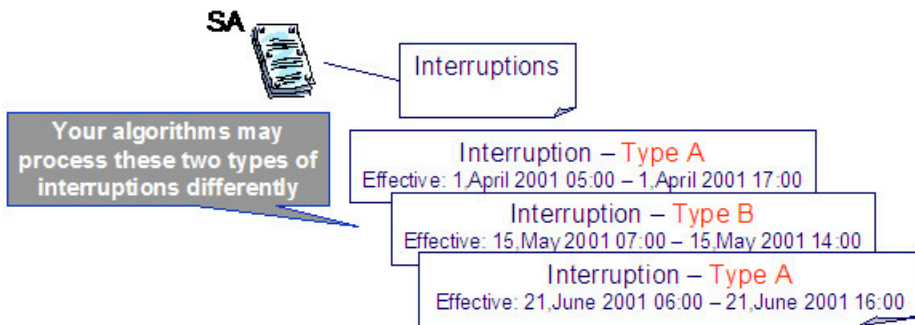 SA
Interruptions
Your algorithms may
process these two types of
interruptions differently
Interruption – Type A
Effective: 1,April 2001 05:00 – 1,April 2001 17:00
Interruption – Type B
Effective: 15,May 2001 07:00 – 15,May 2001 14:00
Interruption – Type A
Effective: 21,June 2001 06:00 – 21,June 2001 16:00